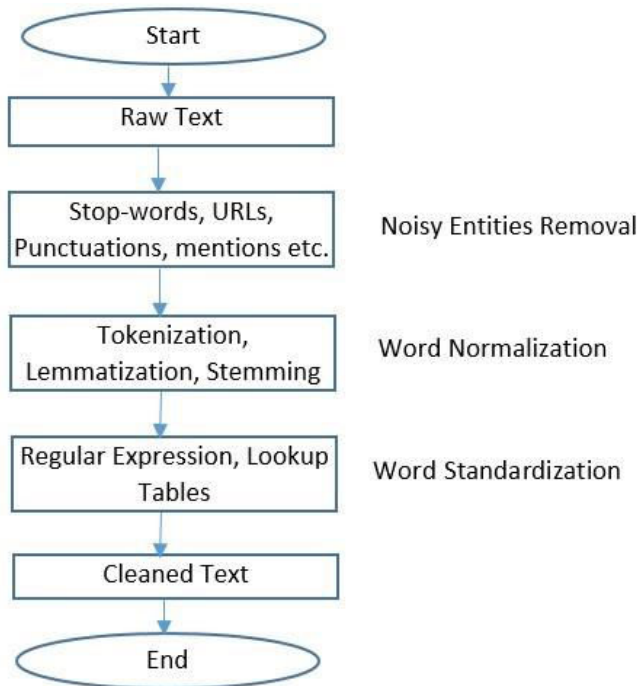 Start
Raw Text
Stop-words, URLs,
Punctuations, mentions etc.
Noisy Entities Removal
Tokenization,
Lemmatization, Stemming
Word Normalization
Regular Expression, Lookup
Tables
Word Standardization
Cleaned Text
End